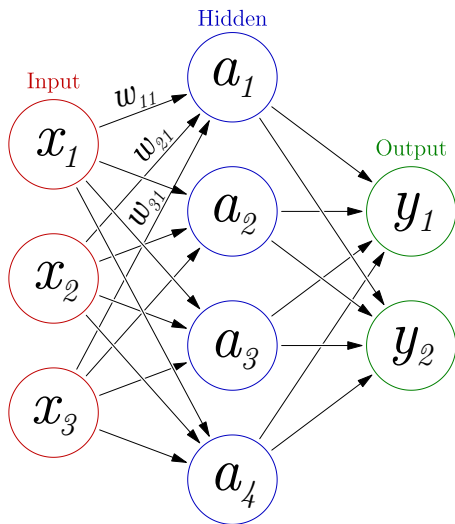 Hidden
Input
Output
w₁₁
w₂₁
w₃₁
x₁
x₂
x₃
a₁
a₂
a₃
a₄
y₁
y₂